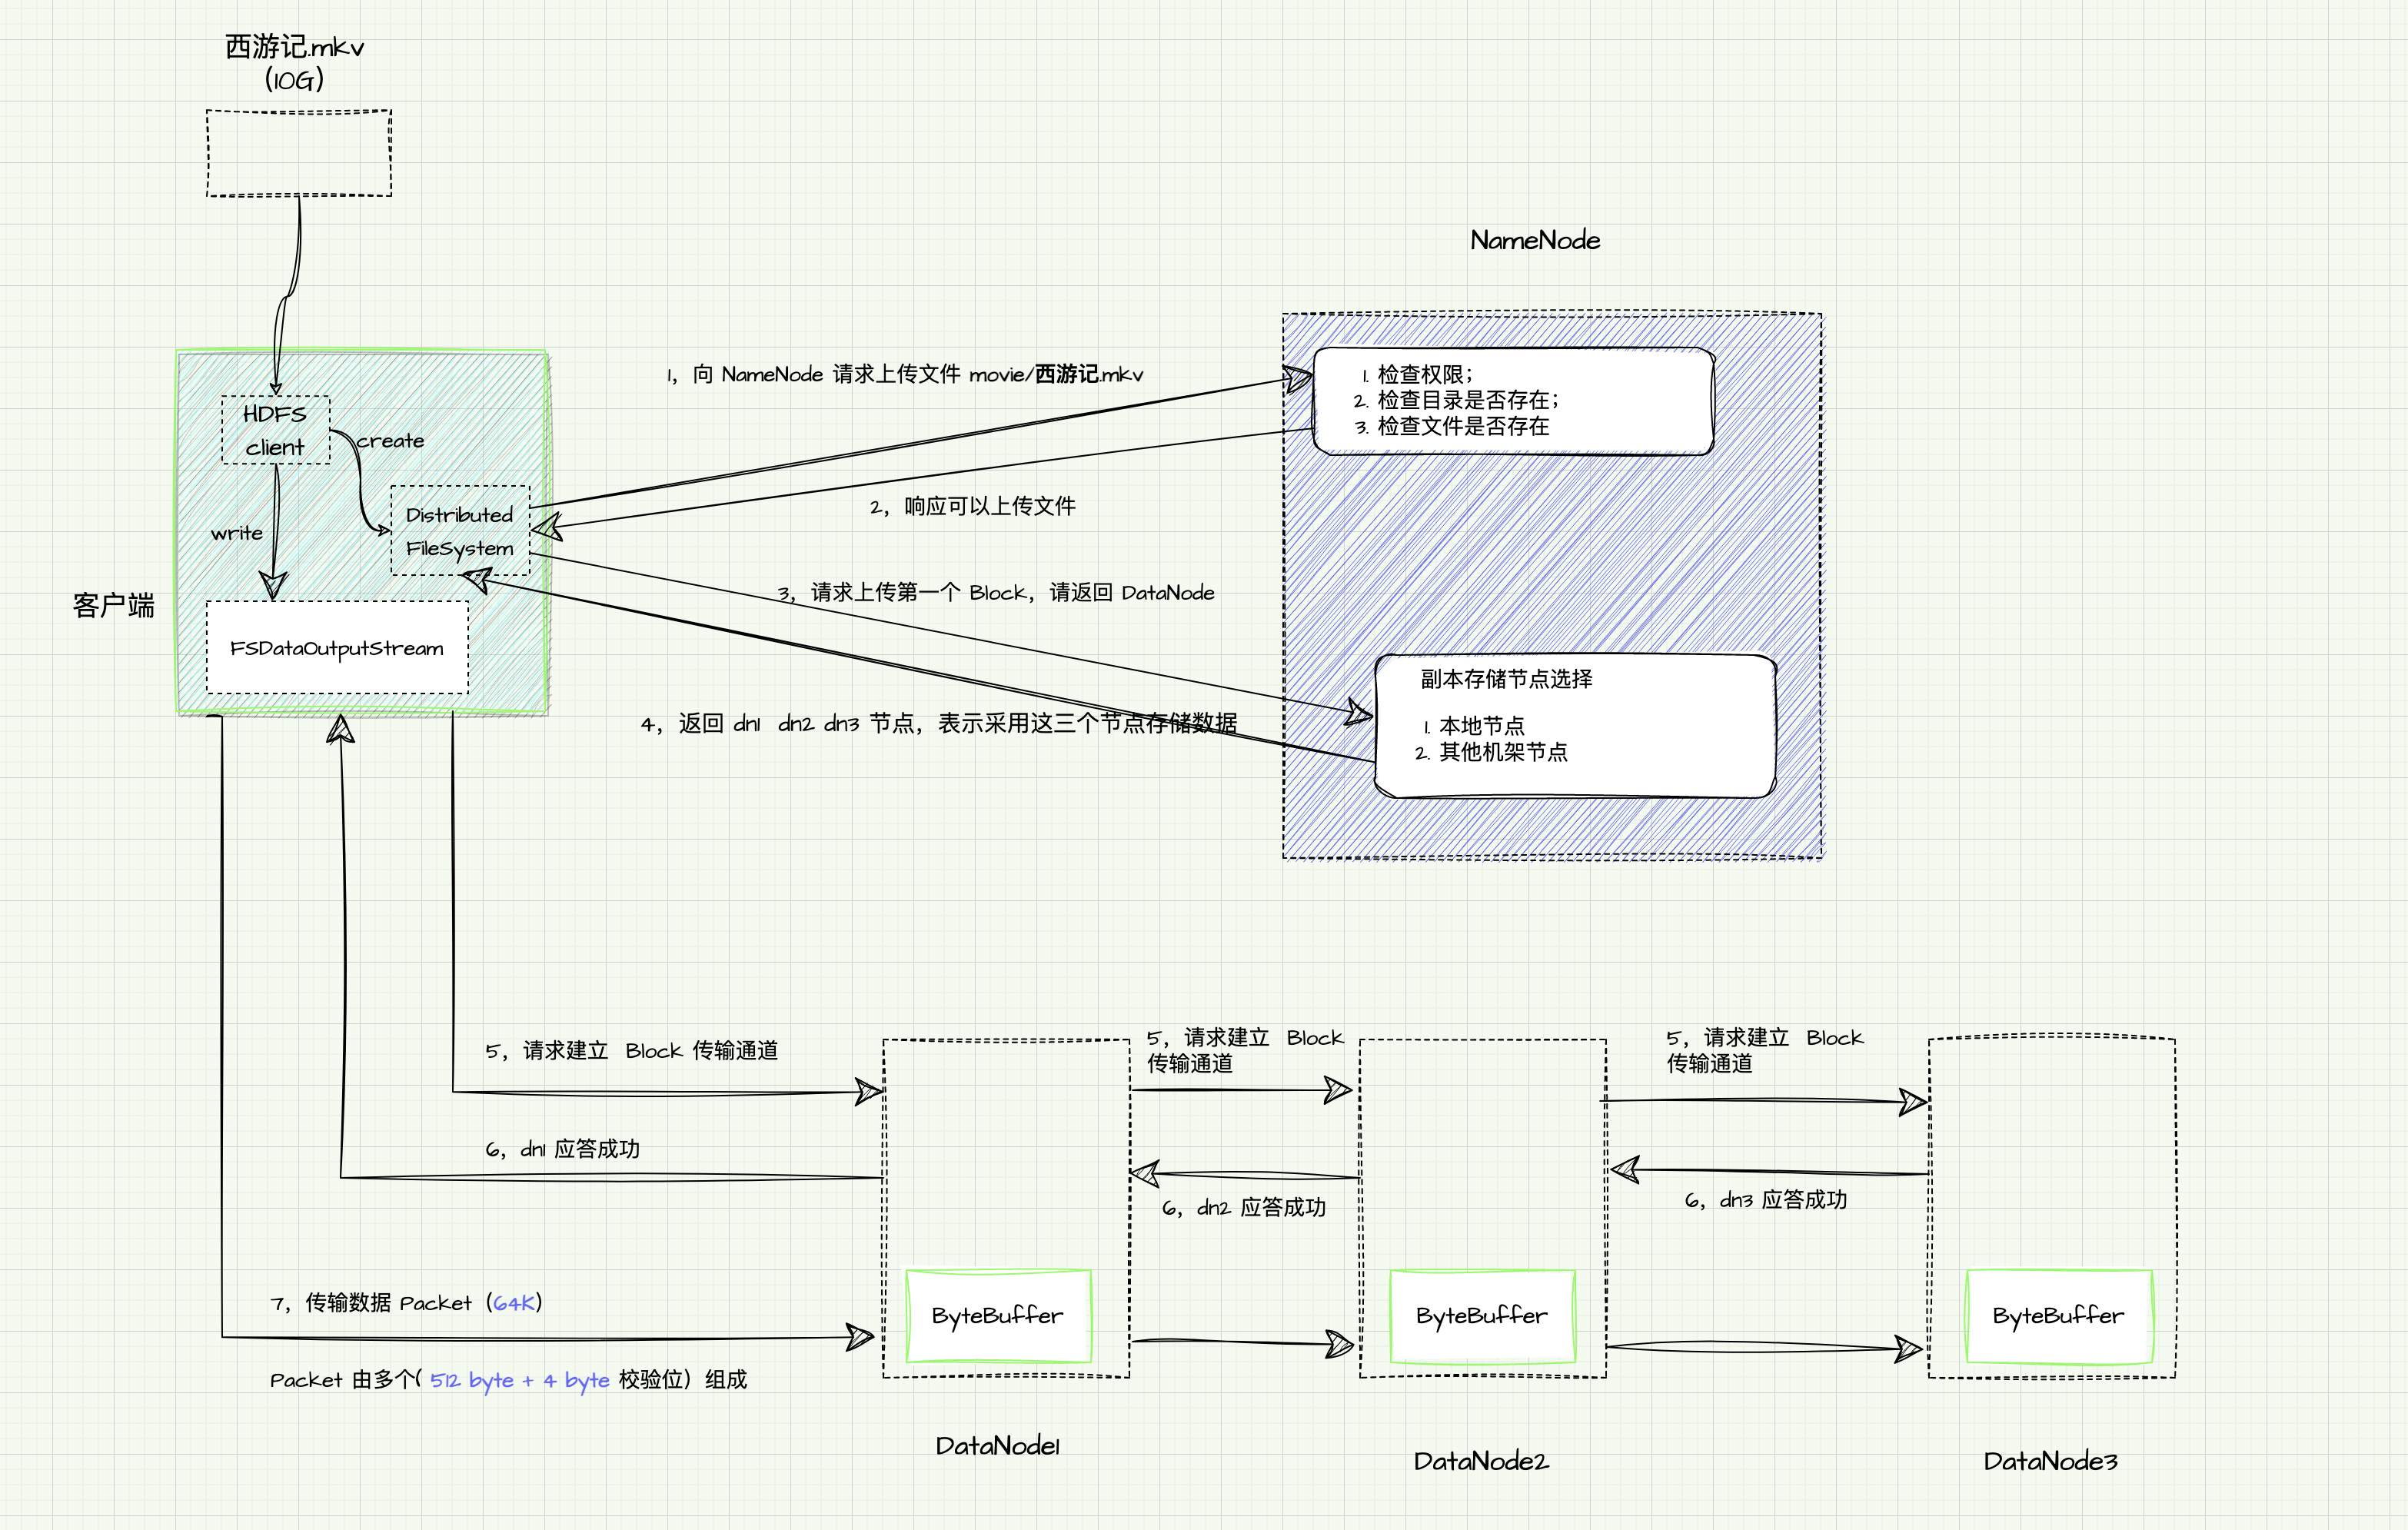 西游记.mkv
（10G）
NameNode
1，向 NameNode 请求上传文件 movie/西游记.mkv
1. 检查权限；
2. 检查目录是否存在；
3. 检查文件是否存在
HDFS
client
create
2，响应可以上传文件
Distributed
FileSystem
write
3，请求上传第一个 Block，请返回 DataNode
客户端
FSDataOutputStream
副本存储节点选择
1. 本地节点
2. 其他机架节点
4，返回 dn1 dn2 dn3 节点，表示采用这三个节点存储数据
5，请求建立 Block 传输通道
5，请求建立 Block
传输通道
5，请求建立 Block
传输通道
6，dn1 应答成功
6，dn2 应答成功
6，dn3 应答成功
7，传输数据 Packet（64K）
ByteBuffer
ByteBuffer
ByteBuffer
Packet 由多个( 512 byte + 4 byte 校验位）组成
DataNode1
DataNode2
DataNode3